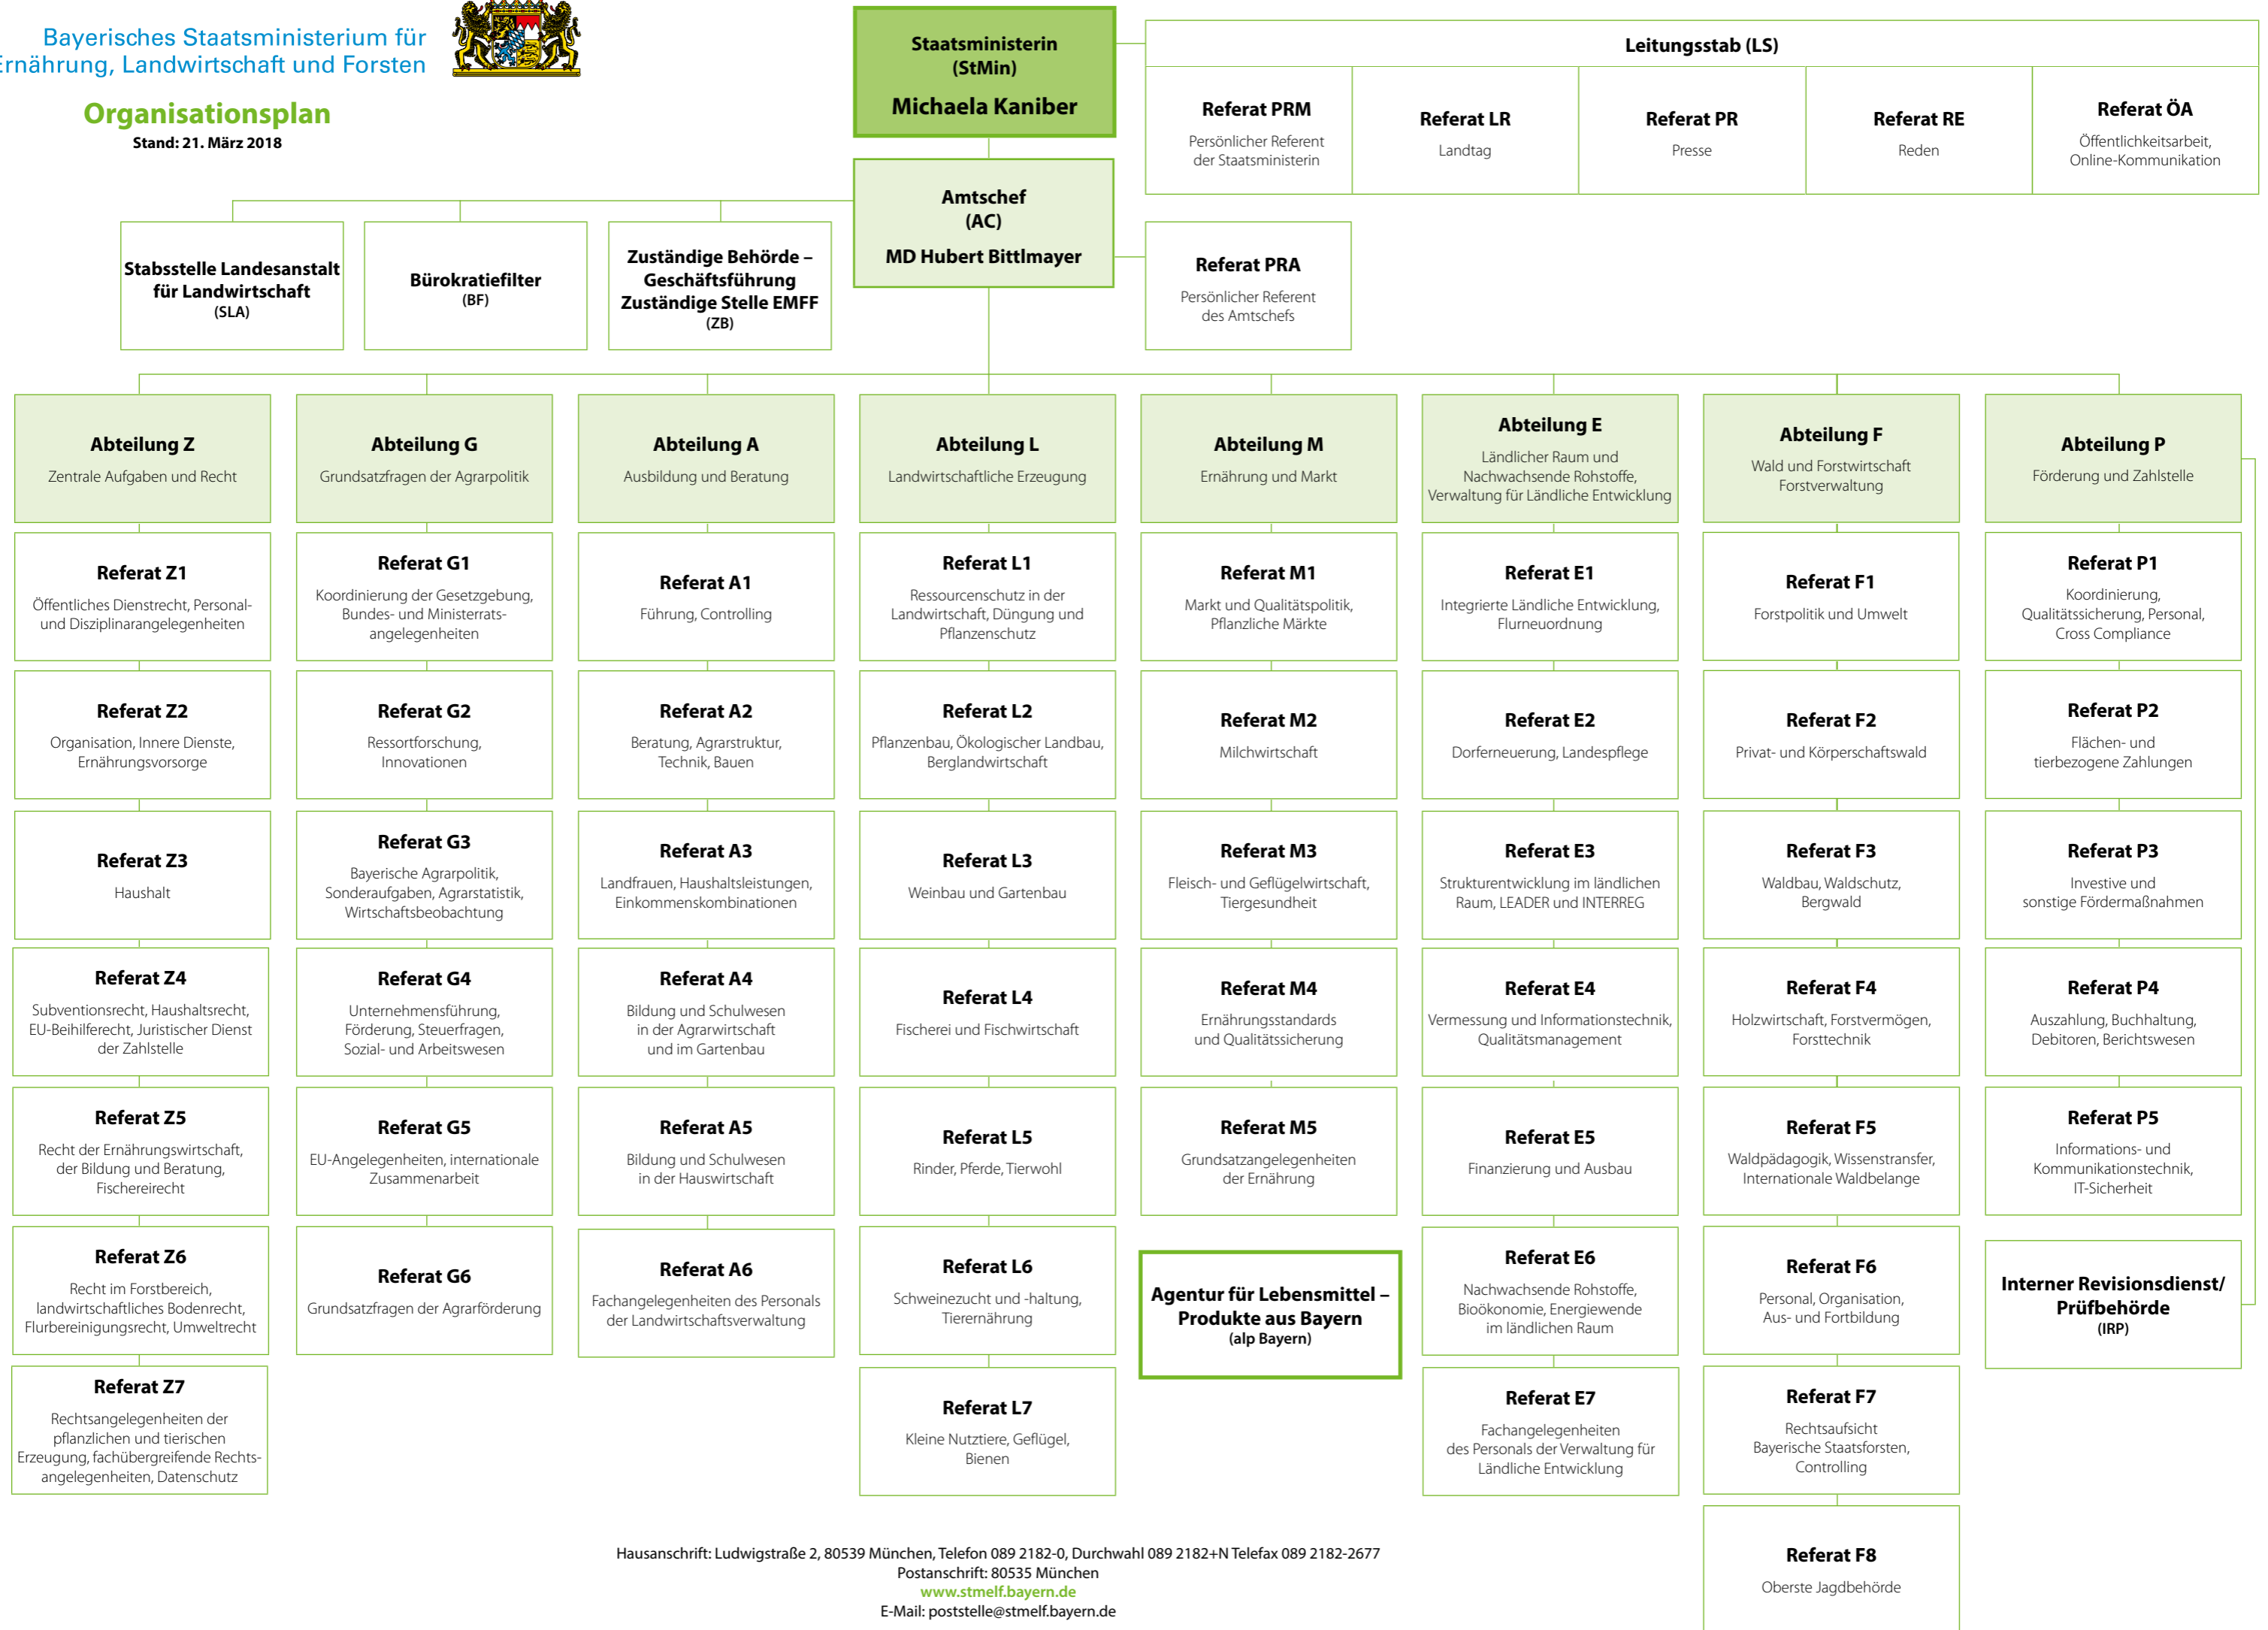 Bayerisches Staatsministerium für
Ernährung, Landwirtschaft und Forsten
Organisationsplan
Stand: 21. März 2018
Staatsministerin
(StMin)
Michaela Kaniber
Leitungsstab (LS)
Referat PRM
Persönlicher Referent
der Staatsministerin
Referat LR
Landtag
Referat PR
Presse
Referat RE
Reden
Referat ÖA
Öffentlichkeitsarbeit,
Online-Kommunikation
Amtschef
(AC)
MD Hubert Bittlmayer
Stabsstelle Landesanstalt
für Landwirtschaft
(SLA)
Bürokratiefilter
(BF)
Zuständige Behörde –
Geschäftsführung
Zuständige Stelle EMFF
(ZB)
Referat PRA
Persönlicher Referent
des Amtschefs
Abteilung Z
Zentrale Aufgaben und Recht
Referat Z1
Öffentliches Dienstrecht, Personal-
und Disziplinarangelegenheiten
Referat Z2
Organisation, Innere Dienste,
Ernährungsvorsorge
Referat Z3
Haushalt
Referat Z4
Subventionsrecht, Haushaltsrecht,
EU-Beihilferecht, Juristischer Dienst
der Zahlstelle
Referat Z5
Recht der Ernährungswirtschaft,
der Bildung und Beratung,
Fischereirecht
Referat Z6
Recht im Forstbereich,
landwirtschaftliches Bodenrecht,
Flurbereinigungsrecht, Umweltrecht
Referat Z7
Rechtsangelegenheiten der
pflanzlichen und tierischen
Erzeugung, fachübergreifende Rechts-
angelegenheiten, Datenschutz
Abteilung G
Grundsatzfragen der Agrarpolitik
Referat G1
Koordinierung der Gesetzgebung,
Bundes- und Ministerrats-
angelegenheiten
Referat G2
Ressortforschung,
Innovationen
Referat G3
Bayerische Agrarpolitik,
Sonderaufgaben, Agrarstatistik,
Wirtschaftsbeobachtung
Referat G4
Unternehmensführung,
Förderung, Steuerfragen,
Sozial- und Arbeitswesen
Referat G5
EU-Angelegenheiten, internationale
Zusammenarbeit
Referat G6
Grundsatzfragen der Agrarförderung
Abteilung A
Ausbildung und Beratung
Referat A1
Führung, Controlling
Referat A2
Beratung, Agrarstruktur,
Technik, Bauen
Referat A3
Landfrauen, Haushaltsleistungen,
Einkommenskombinationen
Referat A4
Bildung und Schulwesen
in der Agrarwirtschaft
und im Gartenbau
Referat A5
Bildung und Schulwesen
in der Hauswirtschaft
Referat A6
Fachangelegenheiten des Personals
der Landwirtschaftsverwaltung
Abteilung L
Landwirtschaftliche Erzeugung
Referat L1
Ressourcenschutz in der
Landwirtschaft, Düngung und
Pflanzenschutz
Referat L2
Pflanzenbau, Ökologischer Landbau,
Berglandwirtschaft
Referat L3
Weinbau und Gartenbau
Referat L4
Fischerei und Fischwirtschaft
Referat L5
Rinder, Pferde, Tierwohl
Referat L6
Schweinezucht und -haltung,
Tierernährung
Referat L7
Kleine Nutztiere, Geflügel,
Bienen
Abteilung M
Ernährung und Markt
Referat M1
Markt und Qualitätspolitik,
Pflanzliche Märkte
Referat M2
Milchwirtschaft
Referat M3
Fleisch- und Geflügelwirtschaft,
Tiergesundheit
Referat M4
Ernährungsstandards
und Qualitätssicherung
Referat M5
Grundsatzangelegenheiten
der Ernährung
Agentur für Lebensmittel –
Produkte aus Bayern
(alp Bayern)
Abteilung E
Ländlicher Raum und
Nachwachsende Rohstoffe,
Verwaltung für Ländliche Entwicklung
Referat E1
Integrierte Ländliche Entwicklung,
Flurneuordnung
Referat E2
Dorferneuerung, Landespflege
Referat E3
Strukturentwicklung im ländlichen
Raum, LEADER und INTERREG
Referat E4
Vermessung und Informationstechnik,
Qualitätsmanagement
Referat E5
Finanzierung und Ausbau
Referat E6
Nachwachsende Rohstoffe,
Bioökonomie, Energiewende
im ländlichen Raum
Referat E7
Fachangelegenheiten
des Personals der Verwaltung für
Ländliche Entwicklung
Abteilung F
Wald und Forstwirtschaft
Forstverwaltung
Referat F1
Forstpolitik und Umwelt
Referat F2
Privat- und Körperschaftswald
Referat F3
Waldbau, Waldschutz,
Bergwald
Referat F4
Holzwirtschaft, Forstvermögen,
Forsttechnik
Referat F5
Waldpädagogik, Wissenstransfer,
Internationale Waldbelange
Referat F6
Personal, Organisation,
Aus- und Fortbildung
Referat F7
Rechtsaufsicht
Bayerische Staatsforsten,
Controlling
Referat F8
Oberste Jagdbehörde
Abteilung P
Förderung und Zahlstelle
Referat P1
Koordinierung,
Qualitätssicherung, Personal,
Cross Compliance
Referat P2
Flächen- und
tierbezogene Zahlungen
Referat P3
Investive und
sonstige Fördermaßnahmen
Referat P4
Auszahlung, Buchhaltung,
Debitoren, Berichtswesen
Referat P5
Informations- und
Kommunikationstechnik,
IT-Sicherheit
Interner Revisionsdienst/
Prüfbehörde
(IRP)
Hausanschrift: Ludwigstraße 2, 80539 München, Telefon 089 2182-0, Durchwahl 089 2182+N Telefax 089 2182-2677
Postanschrift: 80535 München
www.stmelf.bayern.de
E-Mail: poststelle@stmelf.bayern.de